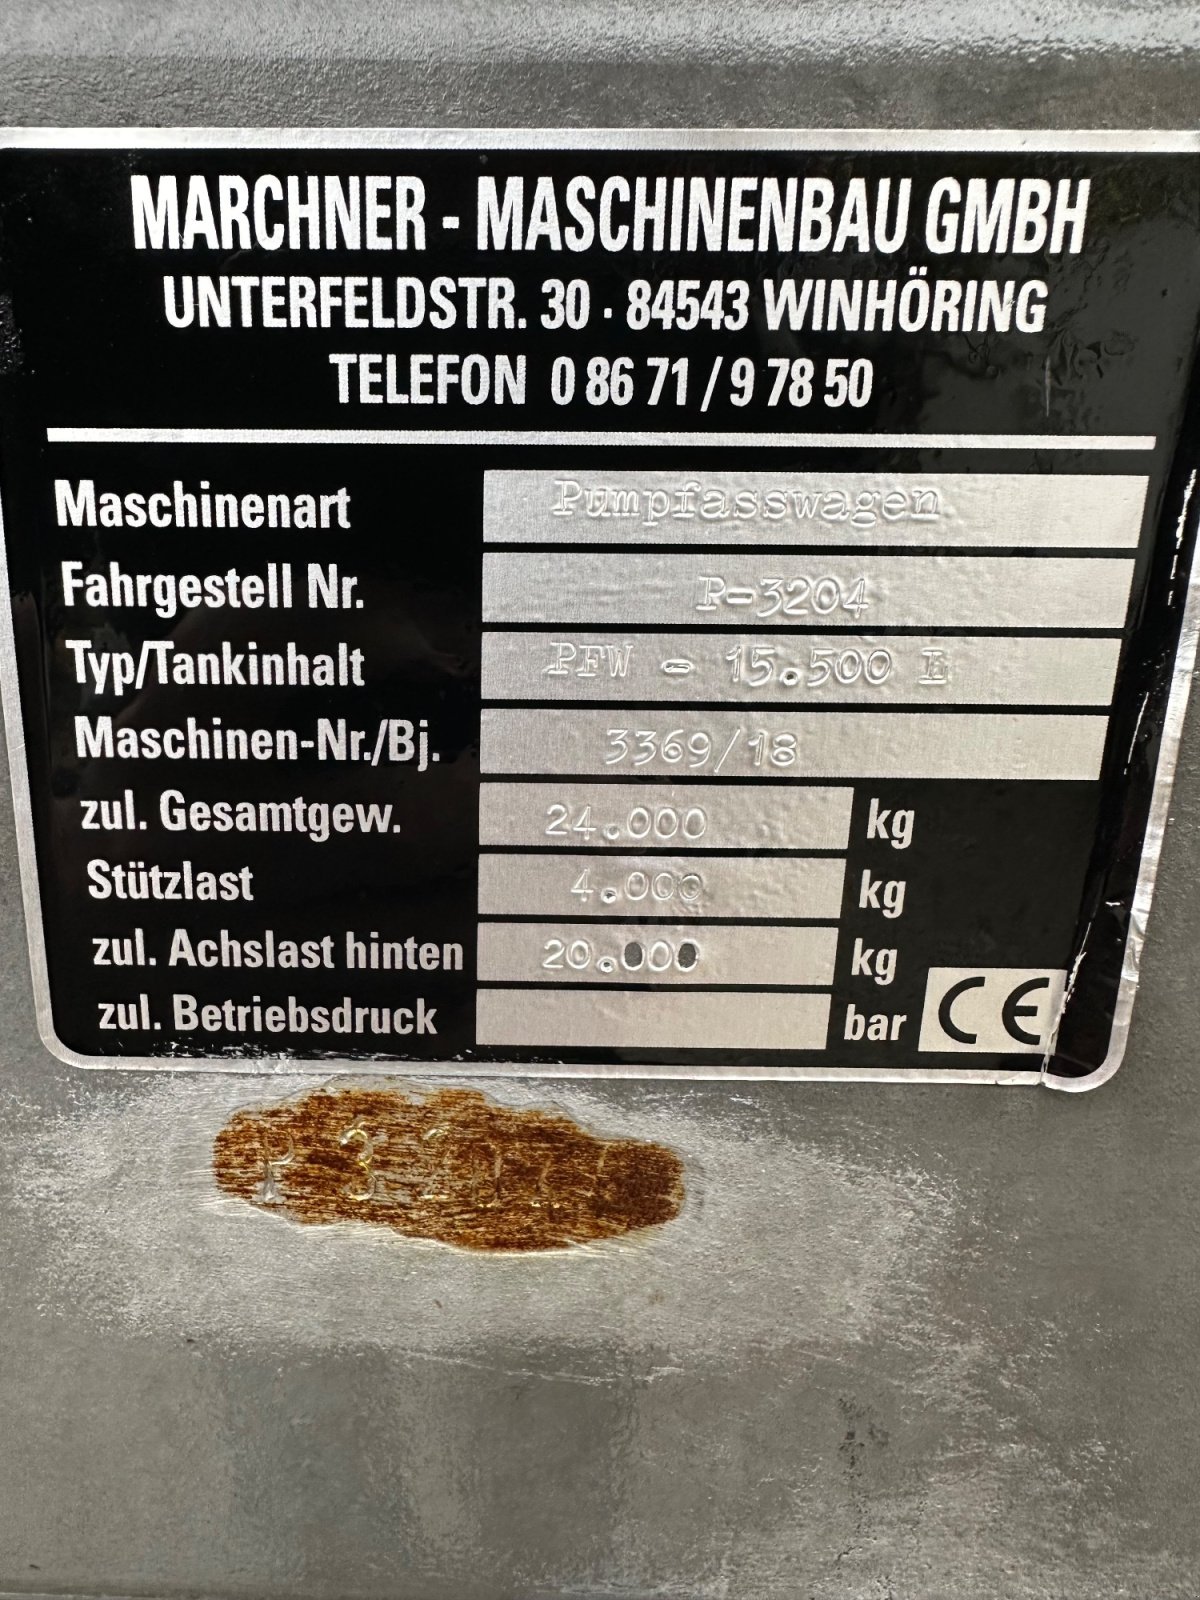 MARCHNER - MASCHINENBAU GMBH
UNTERFELDSTR. 30 · 84543 WINHÖRING
TELEFON 0 86 71 / 9 78 50
Maschinenart Pumpfasswagen
Fahrgestell Nr. P-3204
Typ/Tankinhalt PFW - 15.500 L
Maschinen-Nr./Bj. 3369/18
zul. Gesamtgew. 24.000 kg
Stützlast 4.000 kg
zul. Achslast hinten 20.000 kg
zul. Betriebsdruck bar CE
P 3